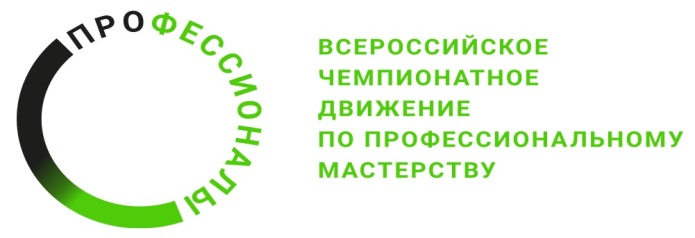 ПРОФЕССИОНАЛЫ
ВСЕРОССИЙСКОЕ
ЧЕМПИОНАТНОЕ
ДВИЖЕНИЕ
ПО ПРОФЕССИОНАЛЬНОМУ
МАСТЕРСТВУ